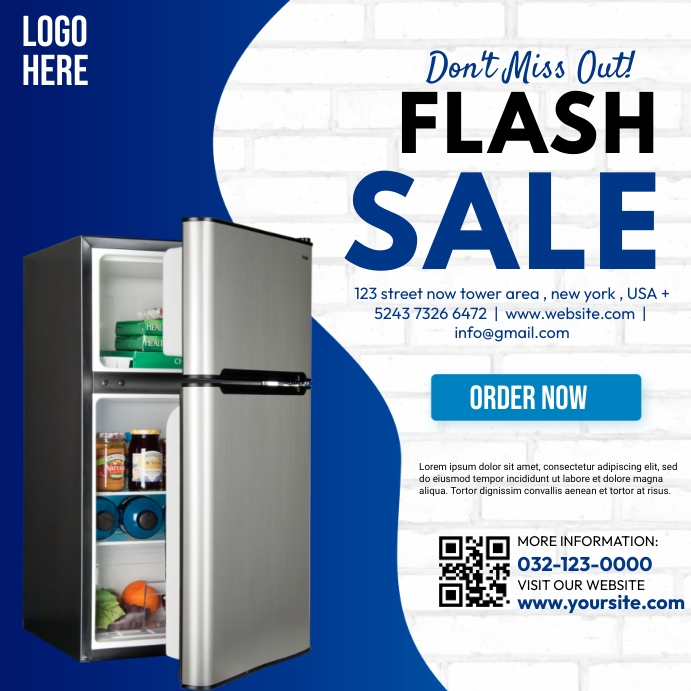 LOGO
HERE
Don't Miss Out!
FLASH
SALE
123 street now tower area , new york , USA +
5243 7326 6472 | www.website.com |
info@gmail.com
ORDER NOW
Lorem ipsum dolor sit amet, consectetur adipiscing elit, sed
do eiusmod tempor incididunt ut labore et dolore magna
aliqua. Tortor dignissim convallis aenean et tortor at risus.
MORE INFORMATION:
032-123-0000
VISIT OUR WEBSITE
www.yoursite.com